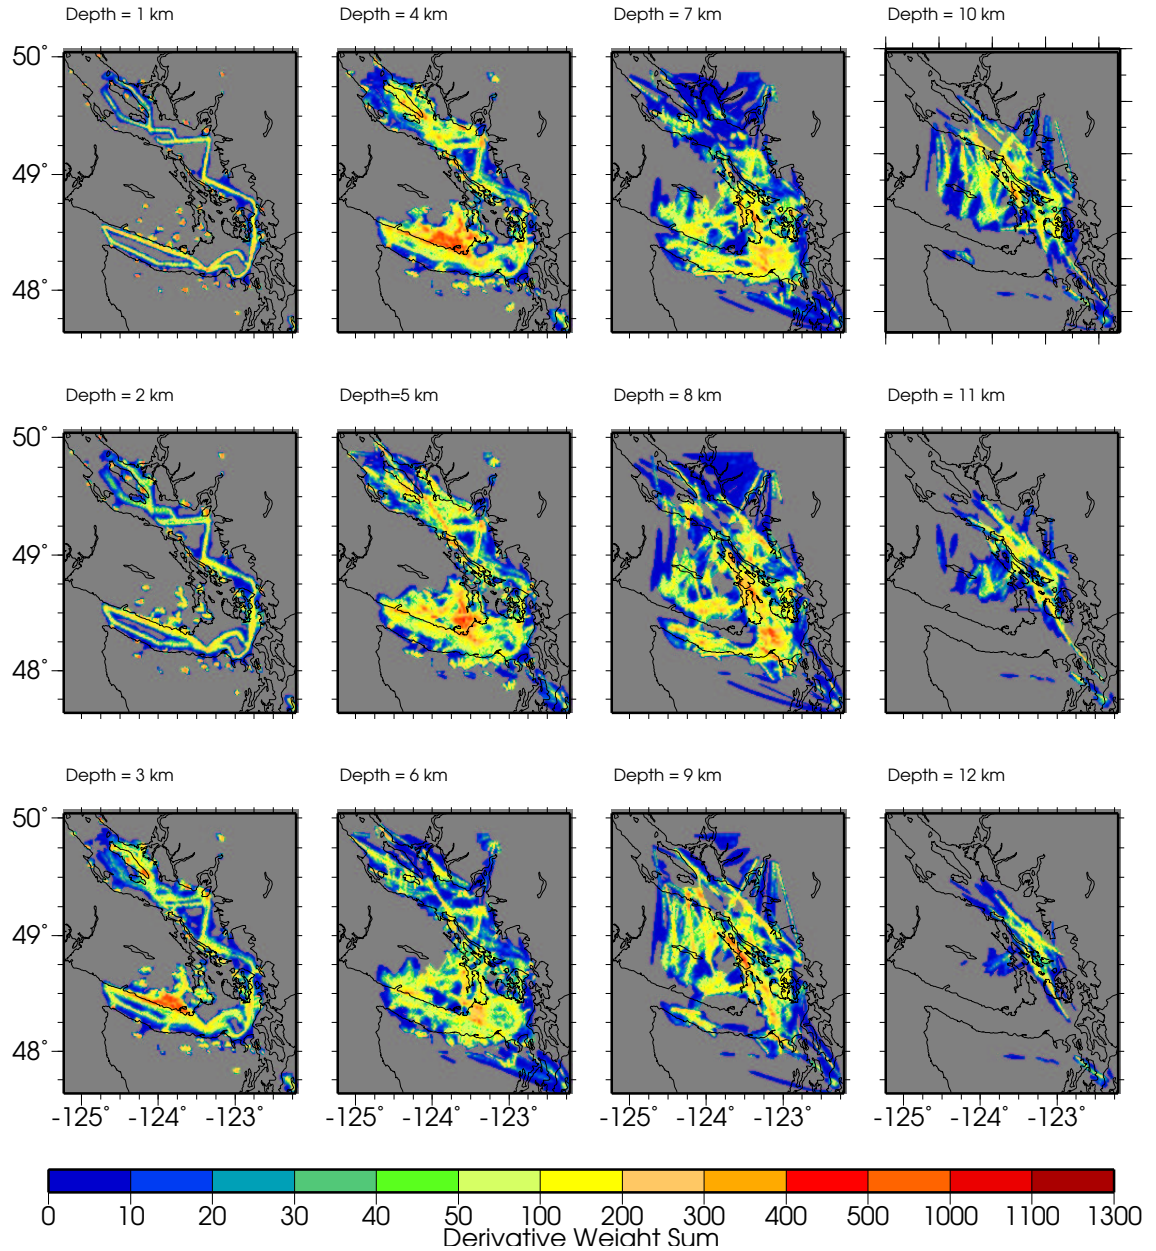 Depth = 1 km Depth = 4 km Depth = 7 km Depth = 10 km
50°
49°
48°
Depth = 2 km Depth=5 km Depth = 8 km Depth = 11 km
50°
49°
48°
Depth = 3 km Depth = 6 km Depth = 9 km Depth = 12 km
50°
49°
48°
-125° -124° -123° -125° -124° -123° -125° -124° -123° -125° -124° -123°
0 10 20 30 40 50 100 200 300 400 500 1000 1100 1300
Derivative Weight Sum